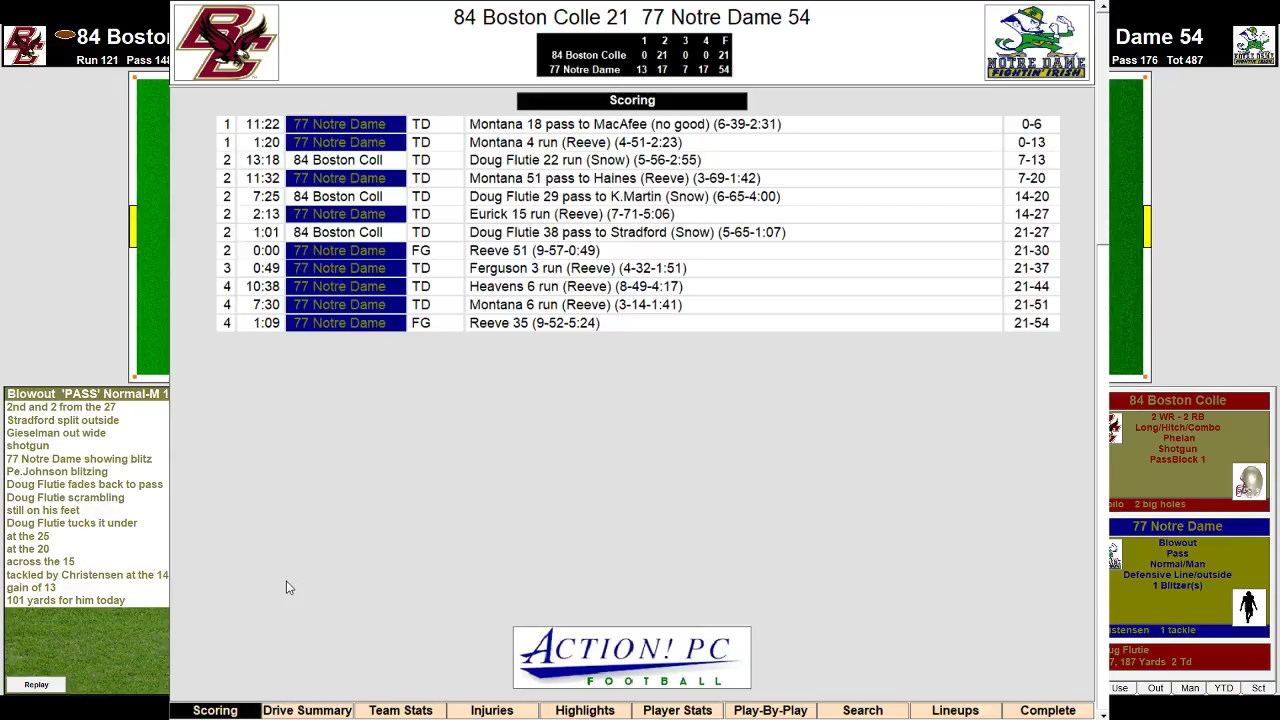 84 Boston Colle 21 77 Notre Dame 54
1 2 3 4 F
84 Boston Colle 0 21 0 0 21
77 Notre Dame 13 17 7 17 54
NOTRE DAME
FIGHTIN' IRISH
84 Bosto
Run 121 Pass 148
Dame 54
Pass 176 Tot 487
Scoring
1 11:22 77 Notre Dame TD Montana 18 pass to MacAfee (no good) (6-39-2:31) 0-6
1 1:20 77 Notre Dame TD Montana 4 run (Reeve) (4-51-2:23) 0-13
2 13:18 84 Boston Coll TD Doug Flutie 22 run (Snow) (5-56-2:55) 7-13
2 11:32 77 Notre Dame TD Montana 51 pass to Haines (Reeve) (3-69-1:42) 7-20
2 7:25 84 Boston Coll TD Doug Flutie 29 pass to K.Martin (Snow) (6-65-4:00) 14-20
2 2:13 77 Notre Dame TD Eurick 15 run (Reeve) (7-71-5:06) 14-27
2 1:01 84 Boston Coll TD Doug Flutie 38 pass to Stradford (Snow) (5-65-1:07) 21-27
2 0:00 77 Notre Dame FG Reeve 51 (9-57-0:49) 21-30
3 0:49 77 Notre Dame TD Ferguson 3 run (Reeve) (4-32-1:51) 21-37
4 10:38 77 Notre Dame TD Heavens 6 run (Reeve) (8-49-4:17) 21-44
4 7:30 77 Notre Dame TD Montana 6 run (Reeve) (3-14-1:41) 21-51
4 1:09 77 Notre Dame FG Reeve 35 (9-52-5:24) 21-54
Blowout 'PASS' Normal-M 1
2nd and 2 from the 27
Stradford split outside
Gieselman out wide
shotgun
77 Notre Dame showing blitz
Pe.Johnson blitzing
Doug Flutie fades back to pass
Doug Flutie scrambling
still on his feet
Doug Flutie tucks it under
at the 25
at the 20
across the 15
tackled by Christensen at the 14
gain of 13
101 yards for him today
Replay
84 Boston Colle
2 WR - 2 RB
Long/Hitch/Combo
Phelan
Shotgun
PassBlock 1
2 big holes
77 Notre Dame
Blowout
Pass
Normal/Man
Defensive Line/outside
1 Blitzer(s)
istensen 1 tackle
ug Flutie
7, 187 Yards 2 Td
Use Out Man YTD Sct
ACTION! PC
FOOTBALL
Scoring Drive Summary Team Stats Injuries Highlights Player Stats Play-By-Play Search Lineups Complete